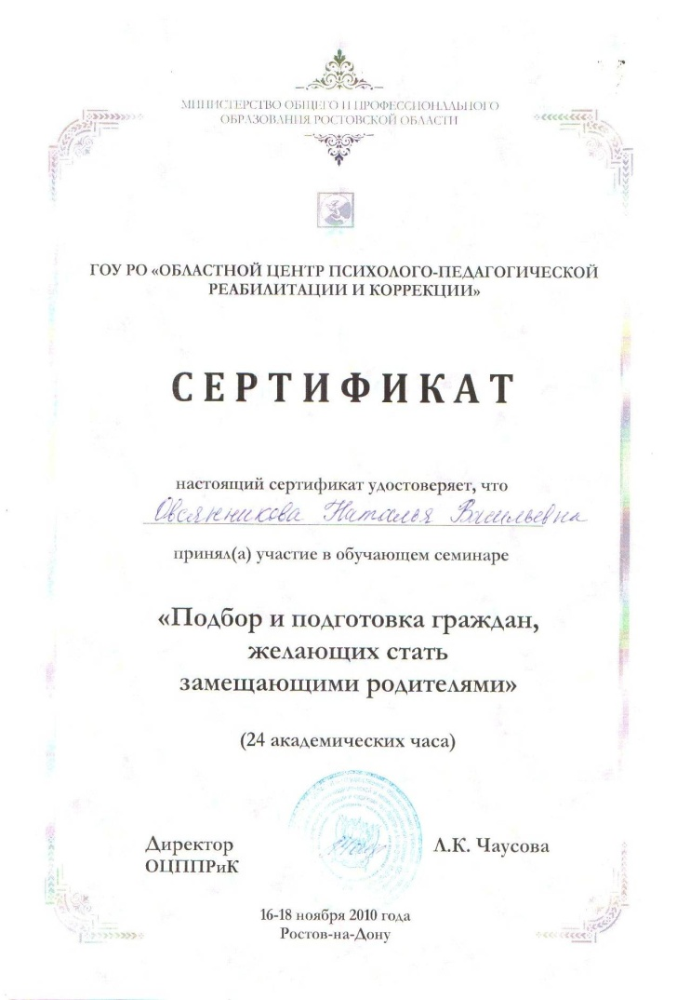 МИНИСТЕРСТВО ОБЩЕГО И ПРОФЕССИОНАЛЬНОГО
ОБРАЗОВАНИЯ РОСТОВСКОЙ ОБЛАСТИ
ГОУ РО «ОБЛАСТНОЙ ЦЕНТР ПСИХОЛОГО-ПЕДАГОГИЧЕСКОЙ
РЕАБИЛИТАЦИИ И КОРРЕКЦИИ»
СЕРТИФИКАТ
настоящий сертификат удостоверяет, что
Овсянникова Наталья Васильевна
принял(а) участие в обучающем семинаре
«Подбор и подготовка граждан,
желающих стать
замещающими родителями»
(24 академических часа)
Директор
ОЦППРиК
Л.К. Чаусова
16-18 ноября 2010 года
Ростов-на-Дону